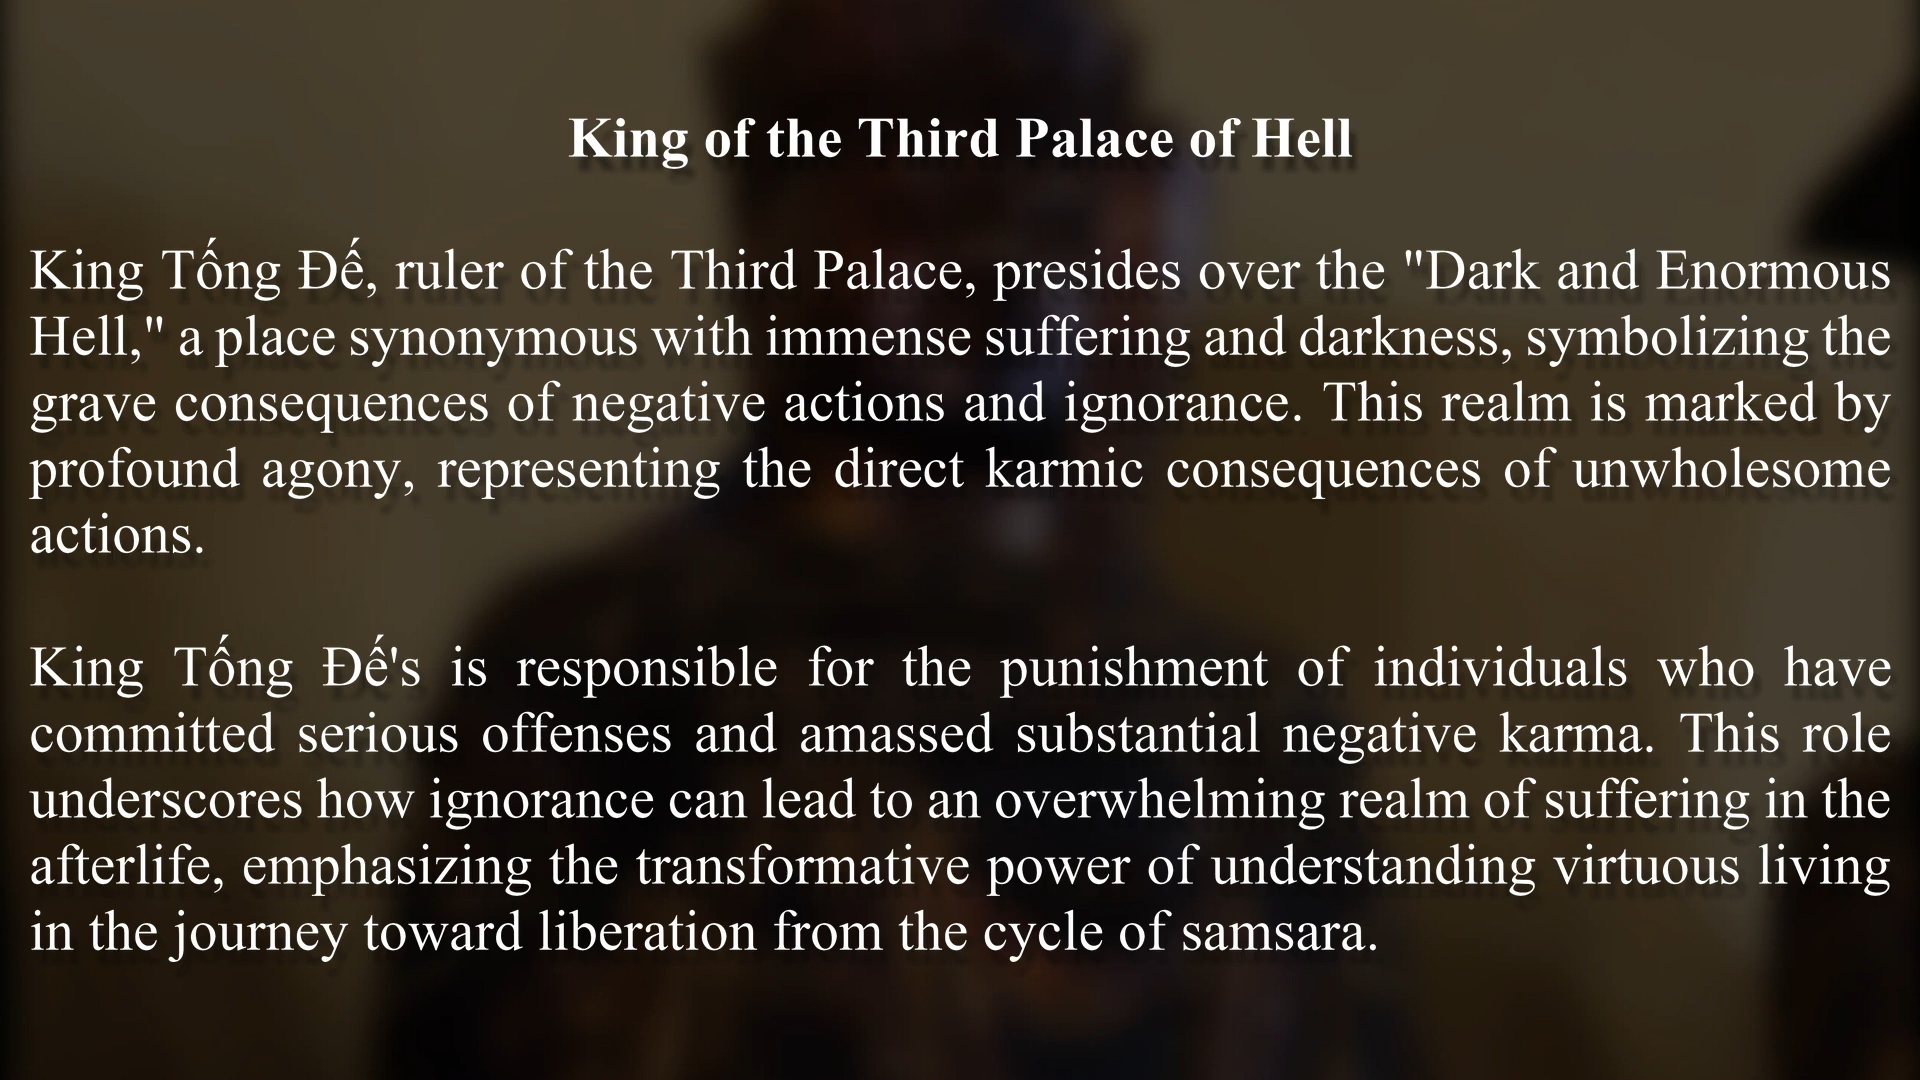 King of the Third Palace of Hell
King Tống Đế, ruler of the Third Palace, presides over the "Dark and Enormous
Hell," a place synonymous with immense suffering and darkness, symbolizing the
grave consequences of negative actions and ignorance. This realm is marked by
profound agony, representing the direct karmic consequences of unwholesome
actions.
King Tống Đế's is responsible for the punishment of individuals who have
committed serious offenses and amassed substantial negative karma. This role
underscores how ignorance can lead to an overwhelming realm of suffering in the
afterlife, emphasizing the transformative power of understanding virtuous living
in the journey toward liberation from the cycle of samsara.